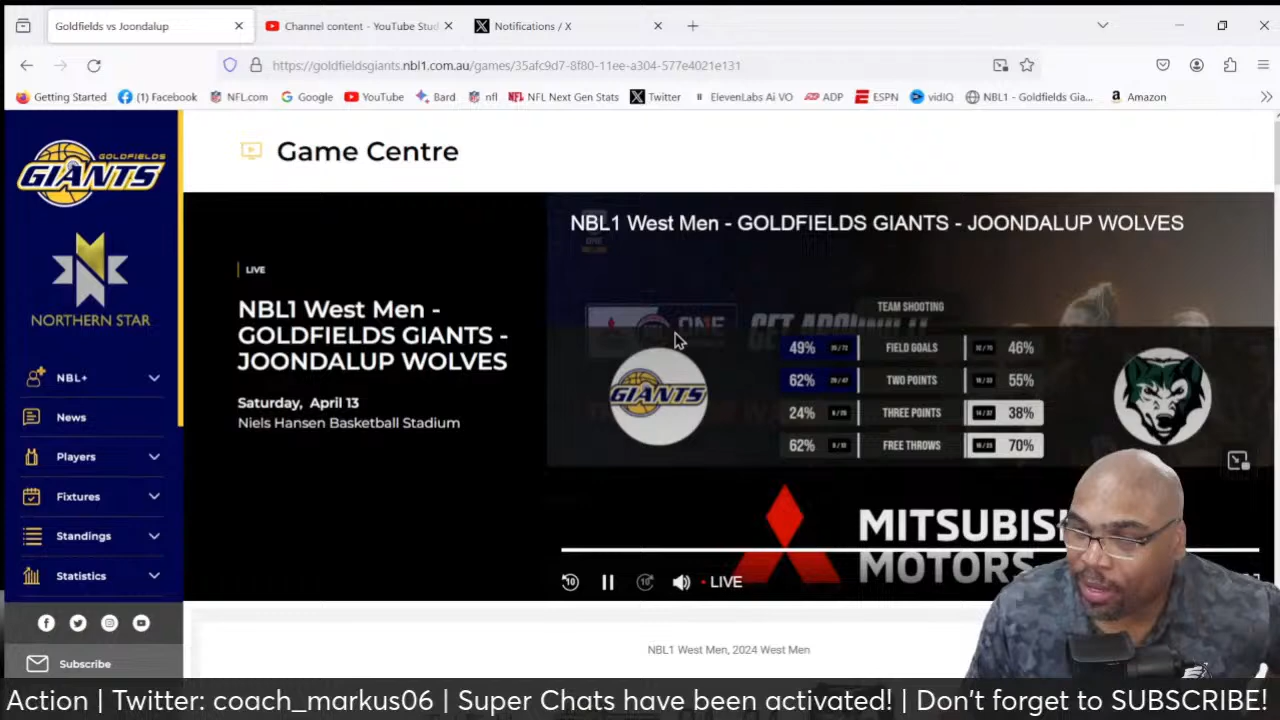 Goldfields vs Joondalup
Channel content - YouTube Stud
Notifications / X
https://goldfieldsgiants.nbl1.com.au/games/35afc9d7-8f80-11ee-a304-577e4021e131
Getting Started
(1) Facebook
NFL.com
Google
YouTube
Bard
nfl
NFL Next Gen Stats
Twitter
ElevenLabs Ai VO
ADP
ESPN
vidIQ
NBL1 - Goldfields Gia...
Amazon
GOLDFIELDS
GIANTS
NORTHERN STAR
NBL+
News
Players
Fixtures
Standings
Statistics
Subscribe
Game Centre
LIVE
NBL1 West Men -
GOLDFIELDS GIANTS -
JOONDALUP WOLVES
Saturday, April 13
Niels Hansen Basketball Stadium
NBL1 West Men - GOLDFIELDS GIANTS - JOONDALUP WOLVES
TEAM SHOOTING
GIANTS
49% FIELD GOALS 46%
62% TWO POINTS 55%
24% THREE POINTS 38%
62% FREE THROWS 70%
MITSUBIS
MOTORS
10 10 LIVE
NBL1 West Men, 2024 West Men
Action | Twitter: coach_markus06 | Super Chats have been activated! | Don't forget to SUBSCRIBE!